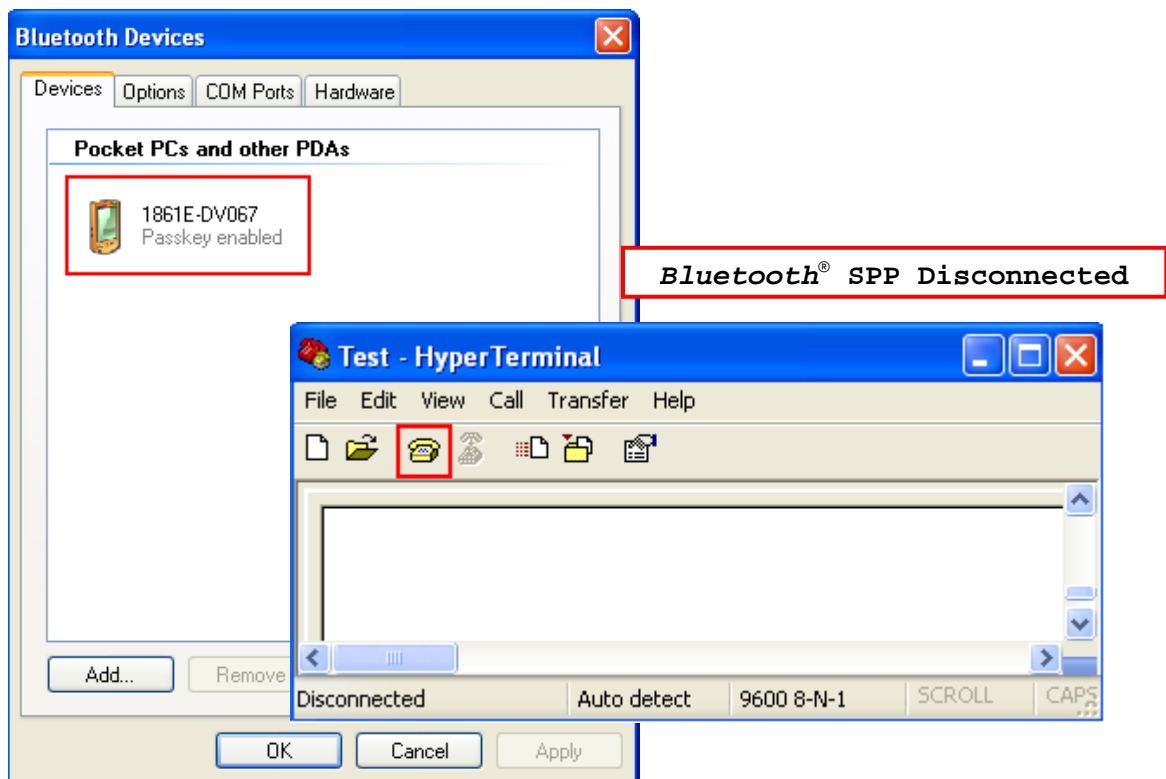 Bluetooth Devices
Devices Options COM Ports Hardware
Pocket PCs and other PDAs
1861E-DV067
Passkey enabled
Bluetooth® SPP Disconnected
Test - HyperTerminal
File Edit View Call Transfer Help
Disconnected Auto detect 9600 8-N-1 SCROLL CAPS
Add... Remove
OK Cancel Apply